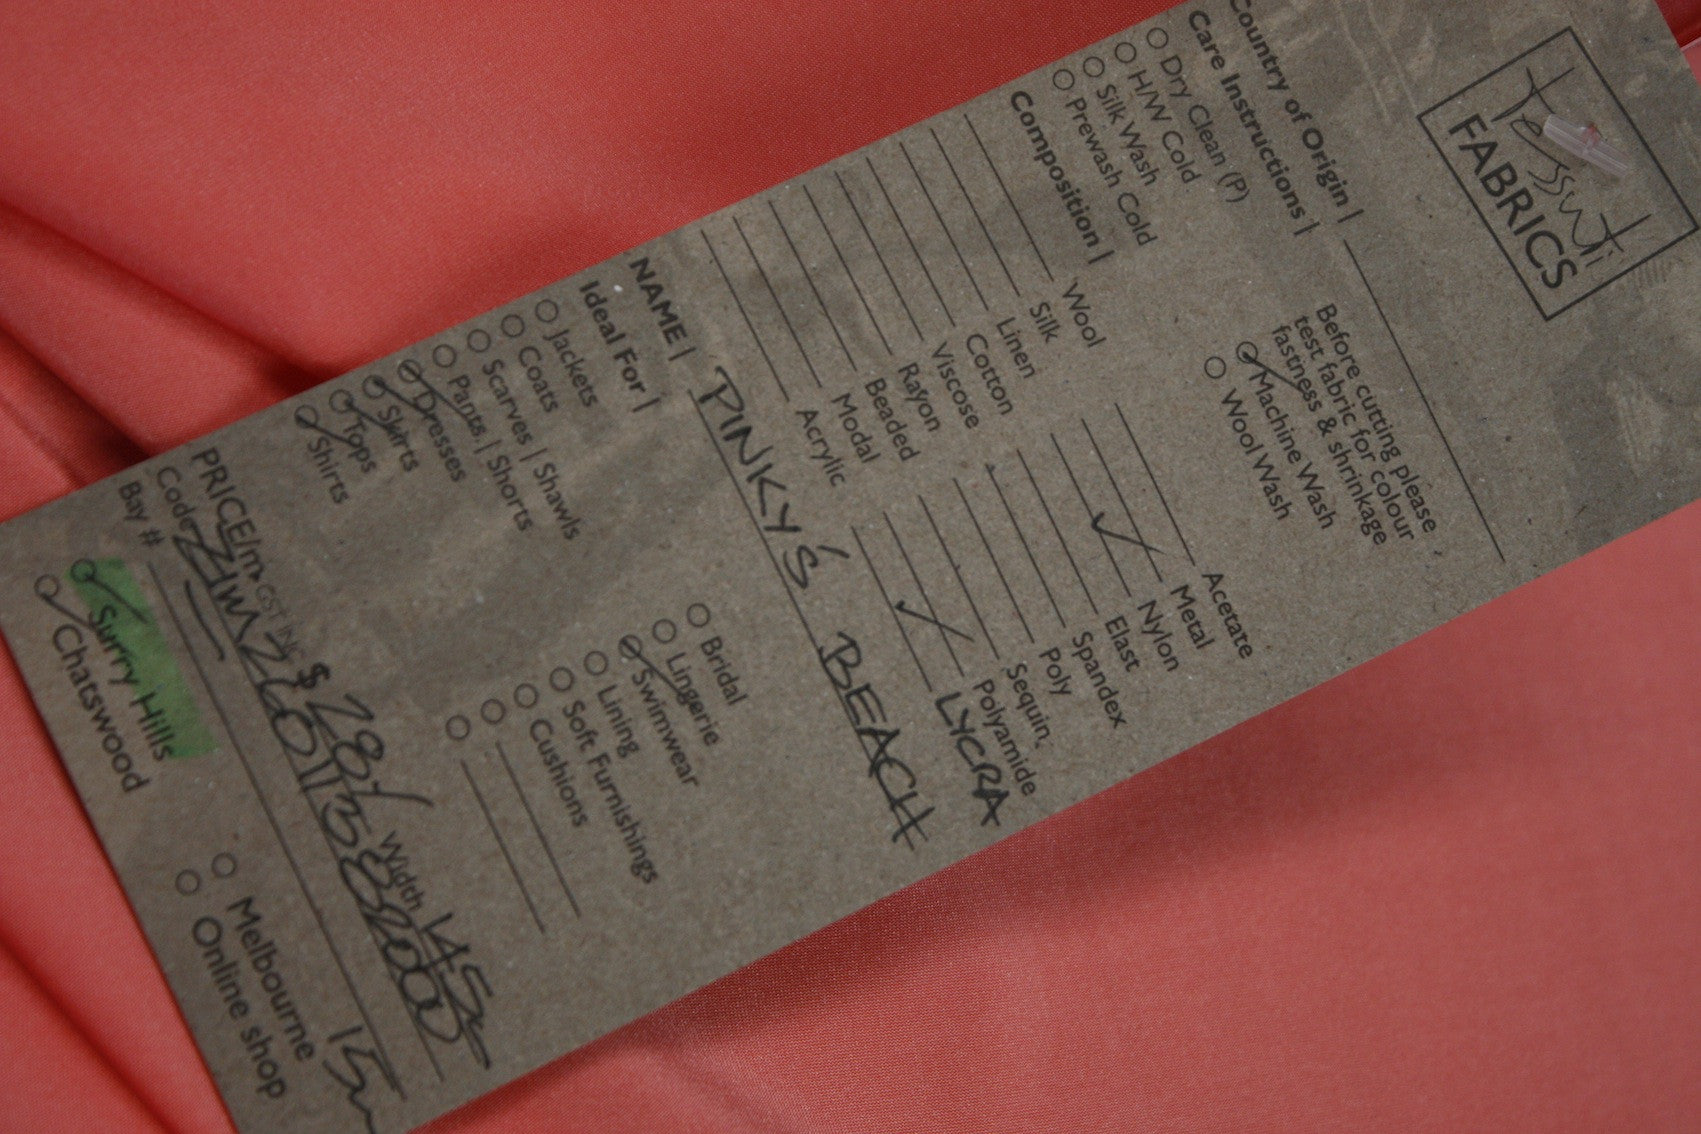 Tessuti
FABRICS
Country of Origin |
Care Instructions |
Dry Clean (P)
H/W Cold
Silk Wash
Prewash Cold
Before cutting please
test fabric for colour
fastness & shrinkage
Machine Wash
Wool Wash
Composition |
Wool
Silk
Linen
Cotton
Viscose
Rayon
Beaded
Modal
Acrylic
Acetate
Metal
Nylon
Elast
Spandex
Poly
Sequin
Polyamide
LYCRA
NAME | PINKY'S BEACH
Ideal For |
Jackets
Coats
Scarves | Shawls
Pants | Shorts
Dresses
Skirts
Tops
Shirts
Bridal
Lingerie
Swimwear
Lining
Soft Furnishings
Cushions
PRICE/m GST INC $ 28/ Width 145
Code
Bay #
Surry Hills
Chatswood
Melbourne
Online shop